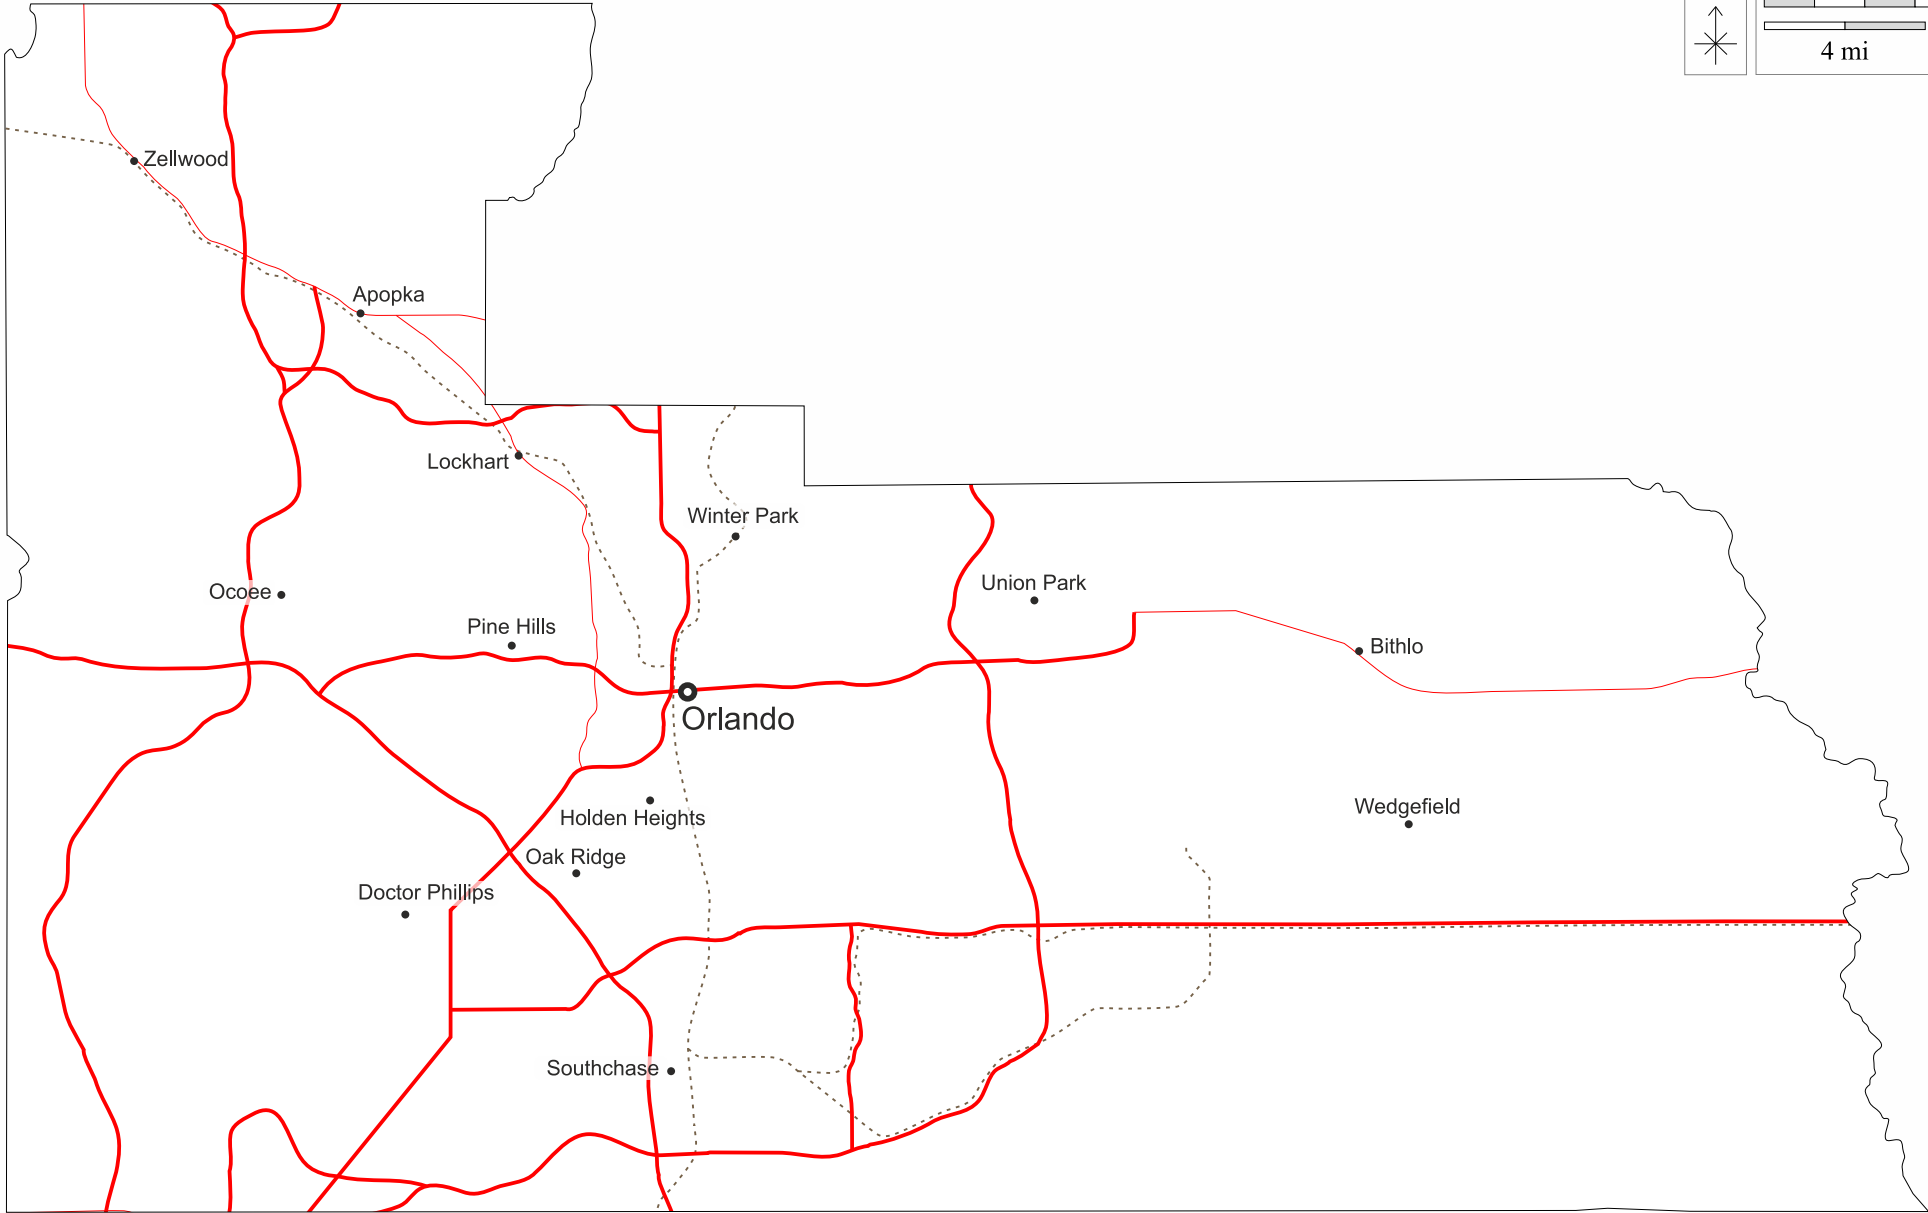 4 mi
Zellwood
Apopka
Lockhart
Winter Park
Union Park
Ocoee
Pine Hills
Bithlo
Orlando
Wedgefield
Holden Heights
Oak Ridge
Doctor Phillips
Southchase